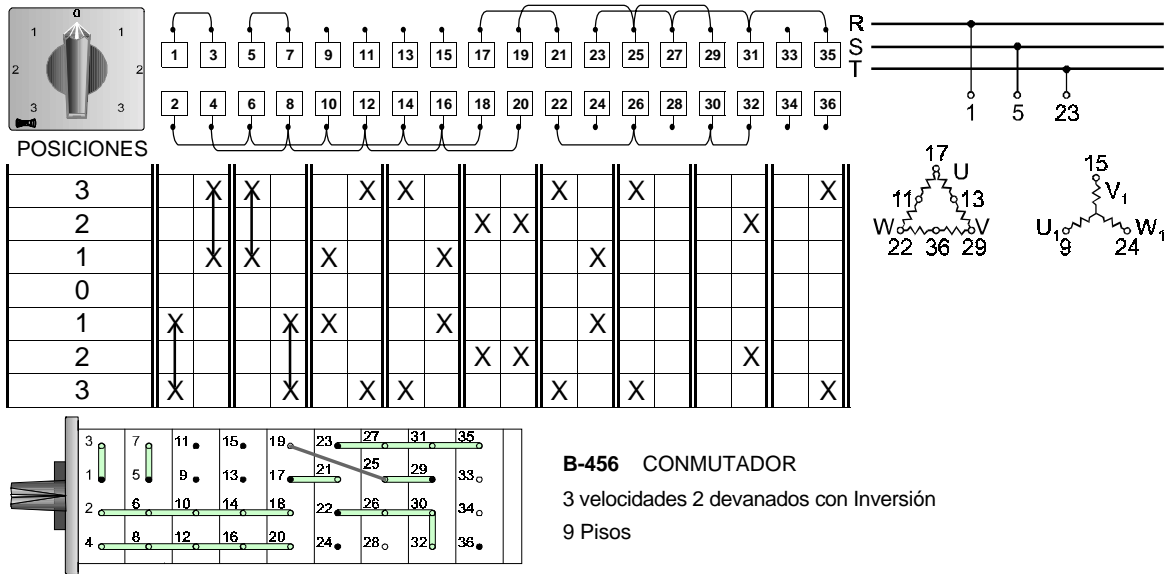 0
1 1
2 2
3 3
POSICIONES
1 3 5 7 9 11 13 15 17 19 21 23 25 27 29 31 33 35
2 4 6 8 10 12 14 16 18 20 22 24 26 28 30 32 34 36
R
S
T
1 5 23
17
U
11 13
W V
22 36 29
15
V1
U1 W1
9 24
3 X X X X X X X
2 X X X
1 X X X X X
0
1 X X X X X
2 X X X
3 X X X X X X X
3 7 11 15 19 23 27 31 35
1 5 9 13 17 21 25 29 33
2 6 10 14 18 22 26 30 34
4 8 12 16 20 24 28 32 36
B-456 CONMUTADOR
3 velocidades 2 devanados con Inversión
9 Pisos